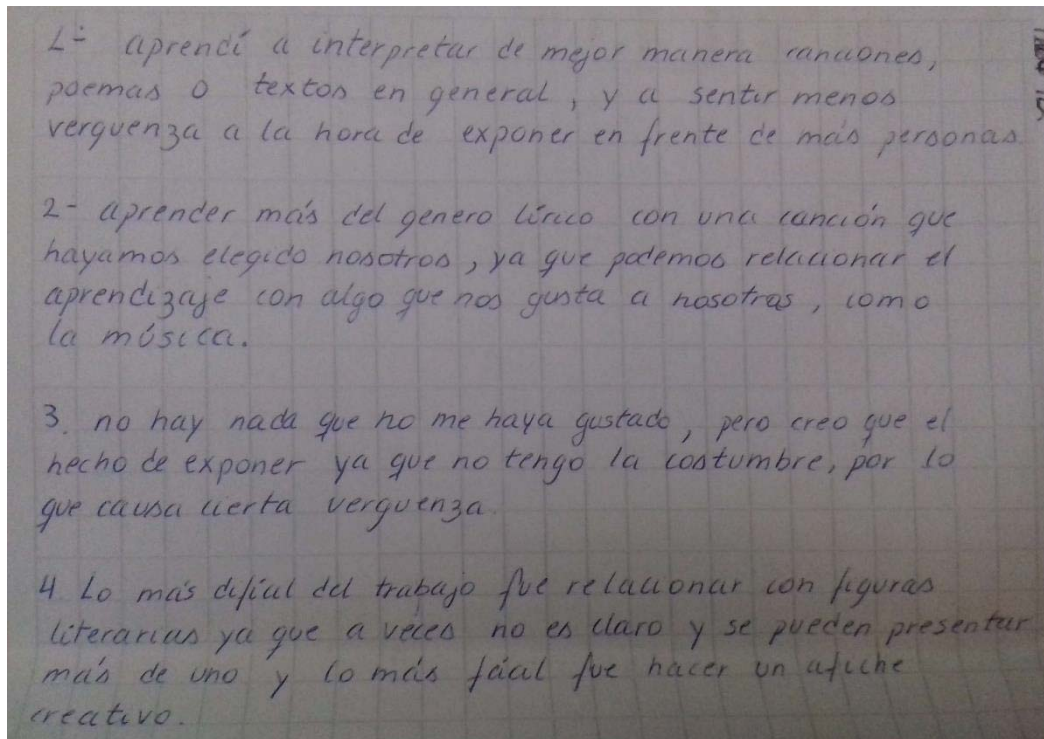 1- aprendí a interpretar de mejor manera canciones,
poemas o textos en general, y a sentir menos
verguenza a la hora de exponer en frente de más personas.
2- aprender más del genero lírico con una canción que
hayamos elegido nosotros, ya que podemos relacionar el
aprendizaje con algo que nos gusta a nosotros, como
la música.
3. no hay nada que no me haya gustado, pero creo que el
hecho de exponer ya que no tengo la costumbre, por lo
que causa cierta verguenza.
4. Lo más difícil del trabajo fue relacionar con figuras
literarias ya que a veces no es claro y se pueden presentar
más de uno y lo más fácil fue hacer un afiche
creativo.